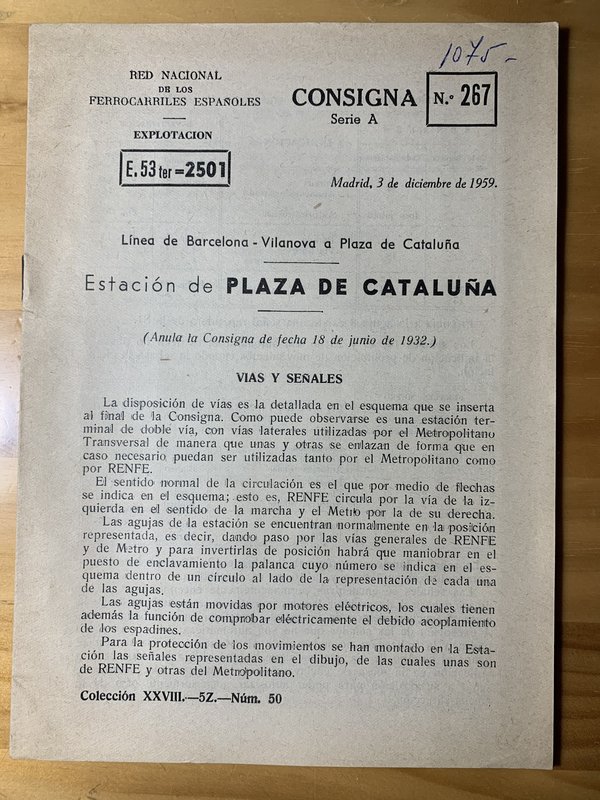 1075-
RED NACIONAL
DE LOS
FERROCARRILES ESPAÑOLES
EXPLOTACION
E.53 ter=2501
CONSIGNA
Serie A
N.º 267
Madrid, 3 de diciembre de 1959.
Línea de Barcelona - Vilanova a Plaza de Cataluña
Estación de PLAZA DE CATALUÑA
(Anula la Consigna de fecha 18 de junio de 1932.)
VIAS Y SEÑALES
La disposición de vías es la detallada en el esquema que se inserta
al final de la Consigna. Como puede observarse es una estación ter-
minal de doble vía, con vías laterales utilizadas por el Metropolitano
Transversal de manera que unas y otras se enlazan de forma que en
caso necesario puedan ser utilizadas tanto por el Metropolitano como
por RENFE.
El sentido normal de la circulación es el que por medio de flechas
se indica en el esquema; esto es, RENFE circula por la vía de la iz-
quierda en el sentido de la marcha y el Metro por la de su derecha.
Las agujas de la estación se encuentran normalmente en la posición
representada, es decir, dando paso por las vías generales de RENFE
y de Metro y para invertirlas de posición habrá que maniobrar en el
puesto de enclavamiento la palanca cuyo número se indica en el es-
quema dentro de un círculo al lado de la representación de cada una
de las agujas.
Las agujas están movidas por motores eléctricos, los cuales tienen
además la función de comprobar eléctricamente el debido acoplamiento
de los espadines.
Para la protección de los movimientos se han montado en la Esta-
ción las señales representadas en el dibujo, de las cuales unas son
de RENFE y otras del Metropolitano.
Colección XXVIII.—5Z.—Núm. 50